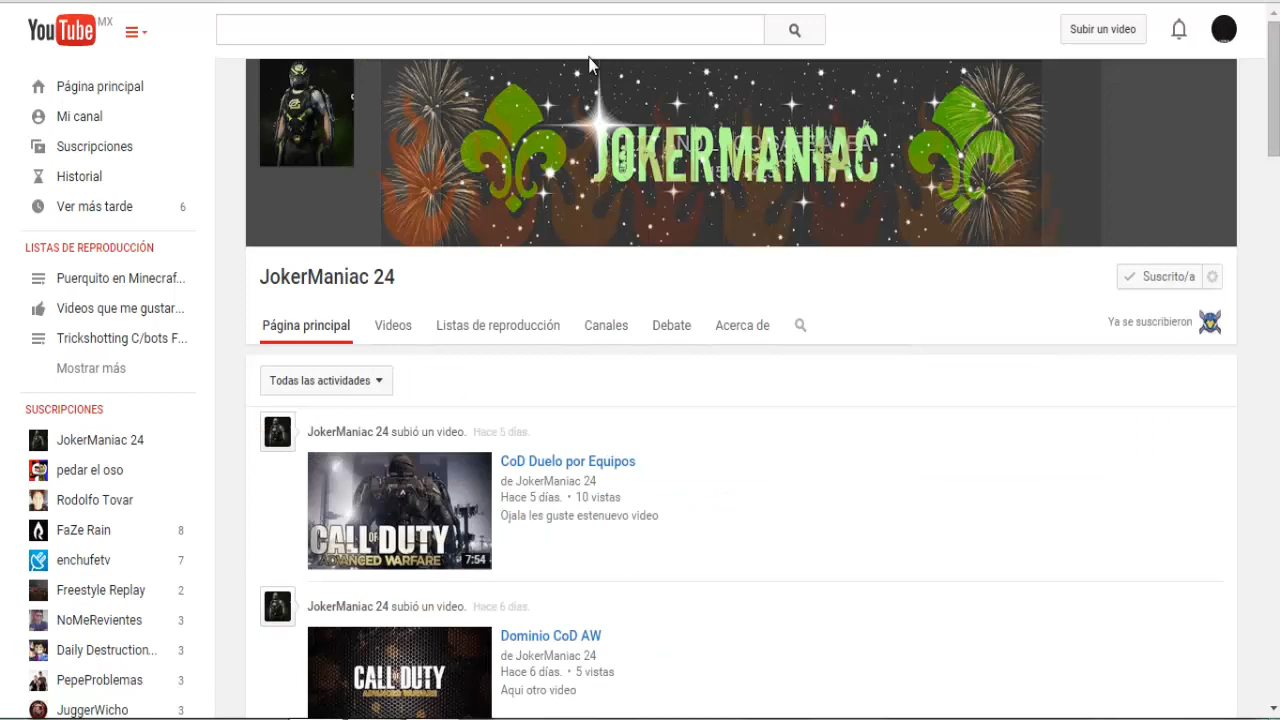 YouTube MX
Subir un video
Página principal
Mi canal
Suscripciones
Historial
Ver más tarde 6
LISTAS DE REPRODUCCIÓN
Puerquito en Minecraf...
Videos que me gustar...
Trickshotting C/bots F...
Mostrar más
SUSCRIPCIONES
JokerManiac 24
pedar el oso
Rodolfo Tovar
FaZe Rain 8
enchufetv 7
Freestyle Replay 2
NoMeRevientes 3
Daily Destruction... 3
PepeProblemas 3
JuggerWicho 3
JOKERMANIAC
JokerManiac 24
Suscrito/a
Página principal Videos Listas de reproducción Canales Debate Acerca de
Ya se suscribieron
Todas las actividades
JokerManiac 24 subió un video. Hace 5 días.
CALL OF DUTY
ADVANCED WARFARE
7:54
CoD Duelo por Equipos
de JokerManiac 24
Hace 5 días. • 10 vistas
Ojala les guste estenuevo video
JokerManiac 24 subió un video. Hace 6 días.
CALL OF DUTY
ADVANCED WARFARE
Dominio CoD AW
de JokerManiac 24
Hace 6 días. • 5 vistas
Aqui otro video